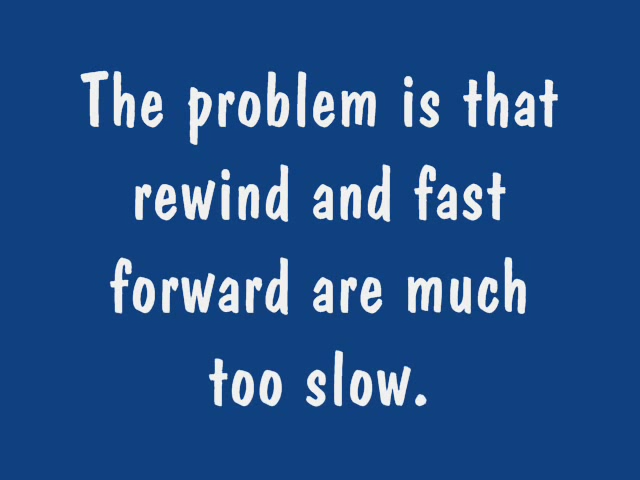 The problem is that
rewind and fast
forward are much
too slow.